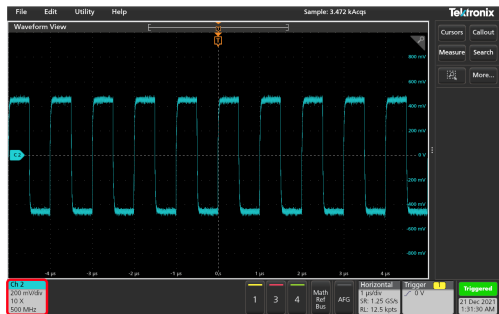 File Edit Utility Help Sample: 3.472 kAcqs Tektronix
Waveform View
Cursors Callout
Measure Search
More...
800 mV
600 mV
400 mV
200 mV
C2 0 V
-200 mV
-400 mV
-600 mV
-800 mV
-4 µs -3 µs -2 µs -1 µs 0 s 1 µs 2 µs 3 µs 4 µs
Ch 2
200 mV/div
10 X
500 MHz
1 3 4
Math
Ref
Bus
AFG
Horizontal
1 µs/div
SR: 1.25 GS/s
RL: 12.5 kpts
Trigger 1
0 V
Triggered
21 Dec 2021
1:31:30 AM